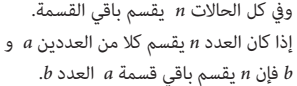 وفي كل الحالات n يقسم باقي القسمة.
إذا كان العدد n يقسم كلا من العددين a و
b فإن n يقسم باقي قسمة a العدد b.